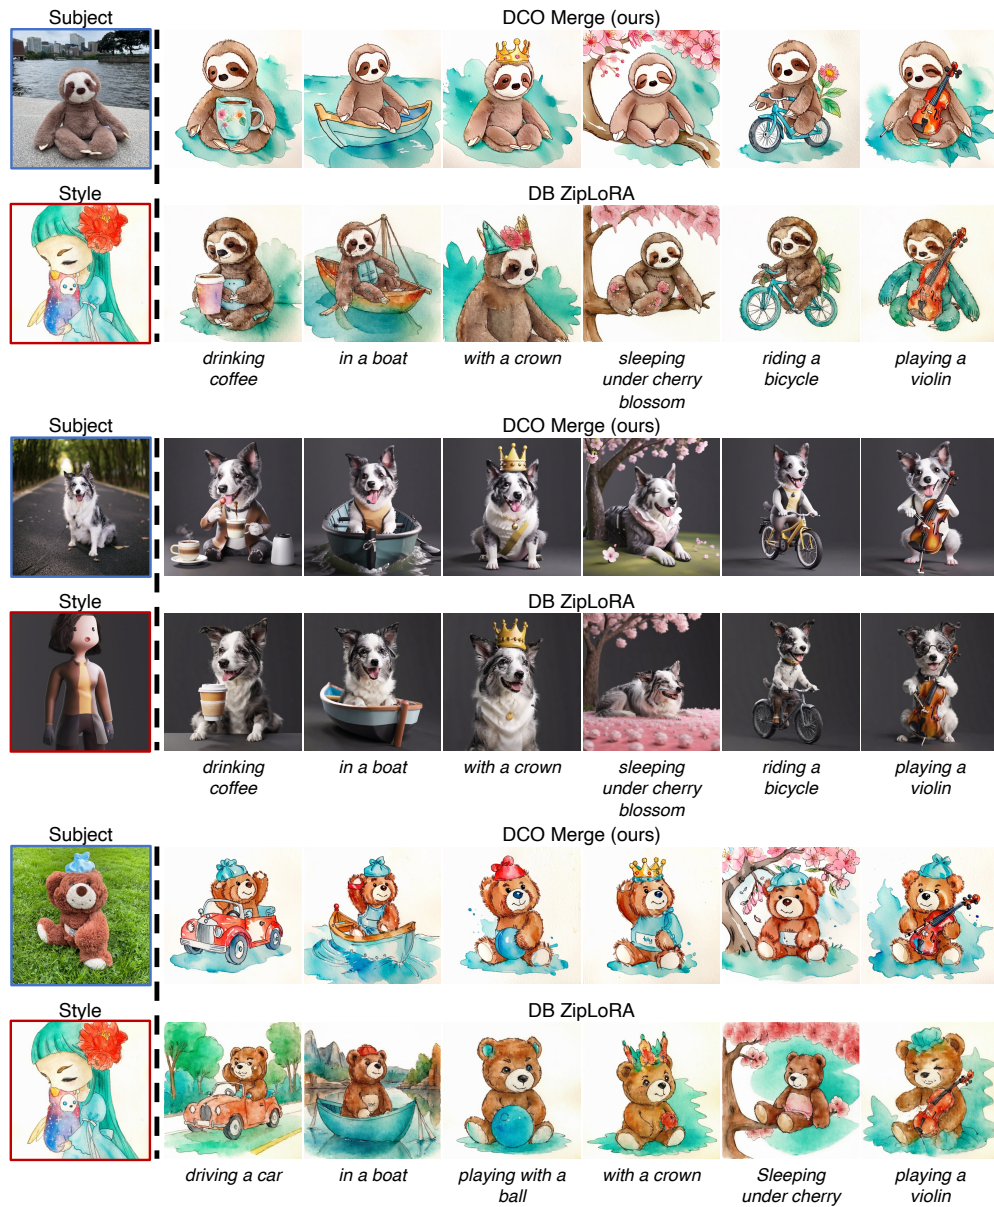 Subject
DCO Merge (ours)
Style
DB ZipLoRA
drinking
coffee
in a boat
with a crown
sleeping
under cherry
blossom
riding a
bicycle
playing a
violin
Subject
DCO Merge (ours)
Style
DB ZipLoRA
drinking
coffee
in a boat
with a crown
sleeping
under cherry
blossom
riding a
bicycle
playing a
violin
Subject
DCO Merge (ours)
Style
DB ZipLoRA
driving a car
in a boat
playing with a
ball
with a crown
Sleeping
under cherry
playing a
violin